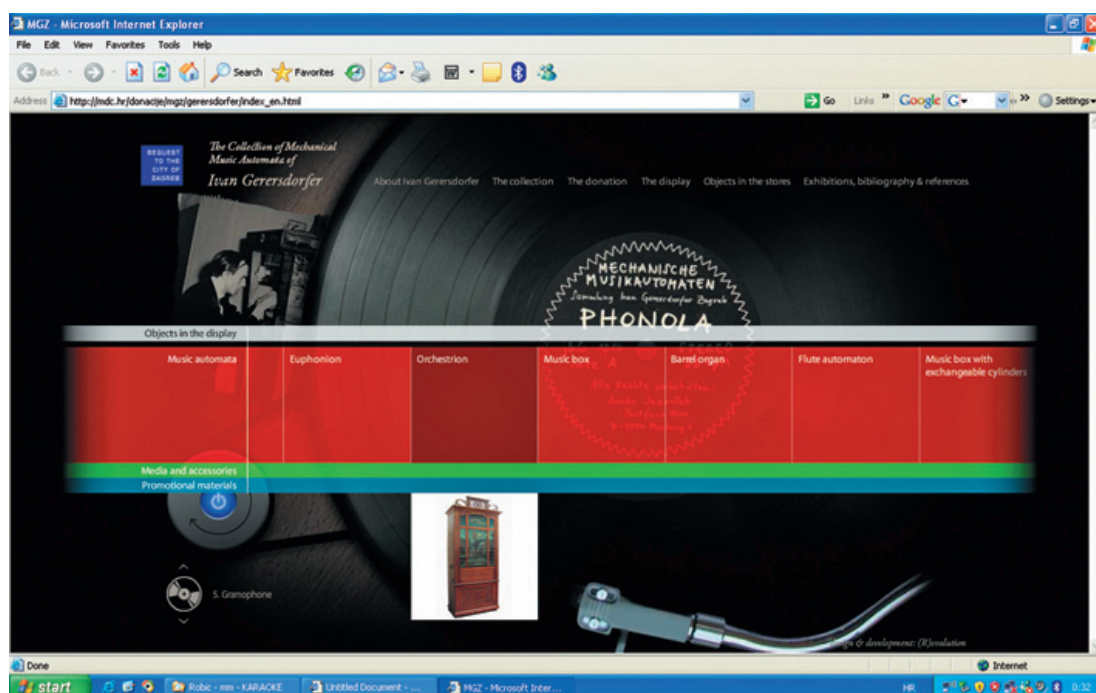 MGZ - Microsoft Internet Explorer
File Edit View Favorites Tools Help
Back Search Favorites
Address http://mdc.hr/donacije/mgz/gerersdorfer/index_en.html Go Links » Google G Settings
BEQUEST
TO THE
CITY OF
ZAGREB
The Collection of Mechanical
Music Automata of
Ivan Gerersdorfer
About Ivan Gerersdorfer The collection The donation The display Objects in the stores Exhibitions, bibliography & references
MECHANISCHE
MUSIKAUTOMATEN
Sammlung Ivan Gerersdorfer Zagreb
PHONOLA
Objects in the display
Music automata Euphonion Orchestrion Music box Barrel organ Flute automaton Music box with
exchangeable cylinders
Alle Rechte vorbehalten
Media and accessories
Promotional materials
S. Gramophone
Design & development: (R)evolution
Done Internet
start Robic - mm - KARAOKE Untitled Document - ... MGZ - Microsoft Inter... HR 0:32